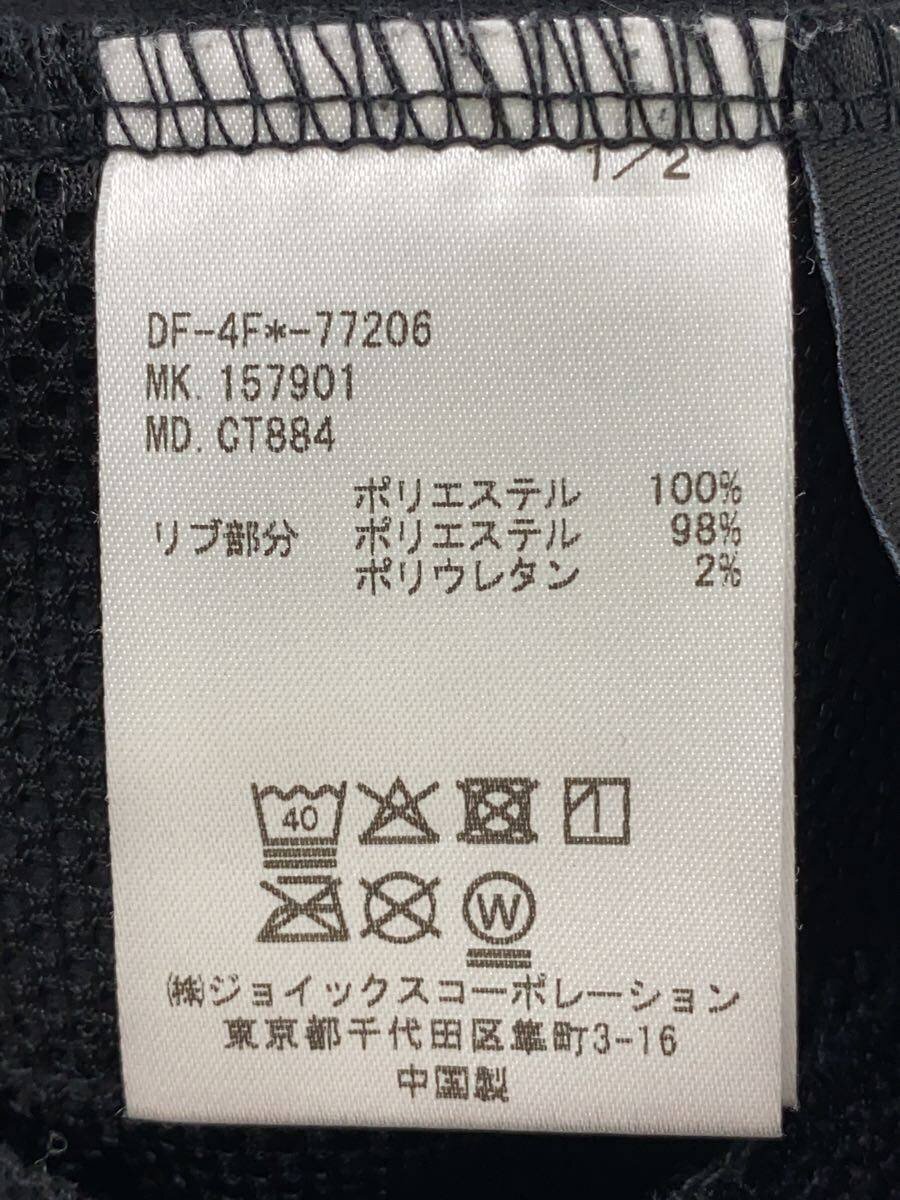 1/2
DF-4F*-77206
MK. 157901
MD. CT884
ポリエステル 100%
リブ部分 ポリエステル 98%
ポリウレタン 2%
40
W
㈱ジョイックスコーポレーション
東京都千代田区隼町3-16
中国製